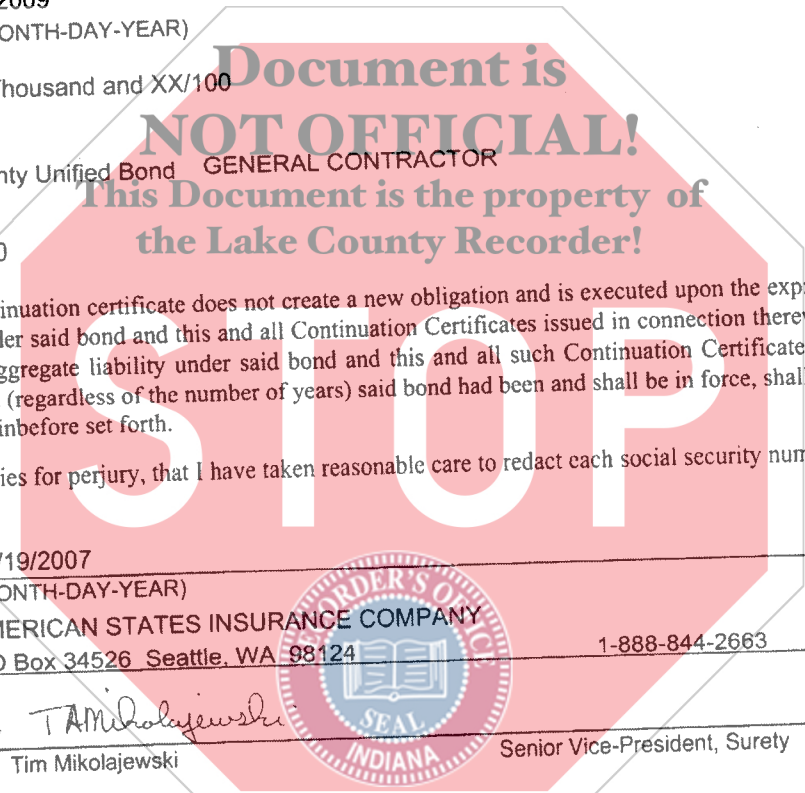 2009
ONTH-DAY-YEAR)
Document is
housand and XX/100
NOT OFFICIAL!
nty Unified Bond GENERAL CONTRACTOR
This Document is the property of
0
the Lake County Recorder!
inuation certificate does not create a new obligation and is executed upon the exp
ler said bond and this and all Continuation Certificates issued in connection there
ggregate liability under said bond and this and all such Continuation Certificate
(regardless of the number of years) said bond had been and shall be in force, shal
inbefore set forth.
STOP
ies for perjury, that I have taken reasonable care to redact each social security num
/19/2007
ONTH-DAY-YEAR)
MERICAN STATES INSURANCE COMPANY
O Box 34526 Seattle, WA 98124 1-888-844-2663
RECORDER'S OFFICE
SEAL
INDIANA
TAMikolajewski
Tim Mikolajewski Senior Vice-President, Surety